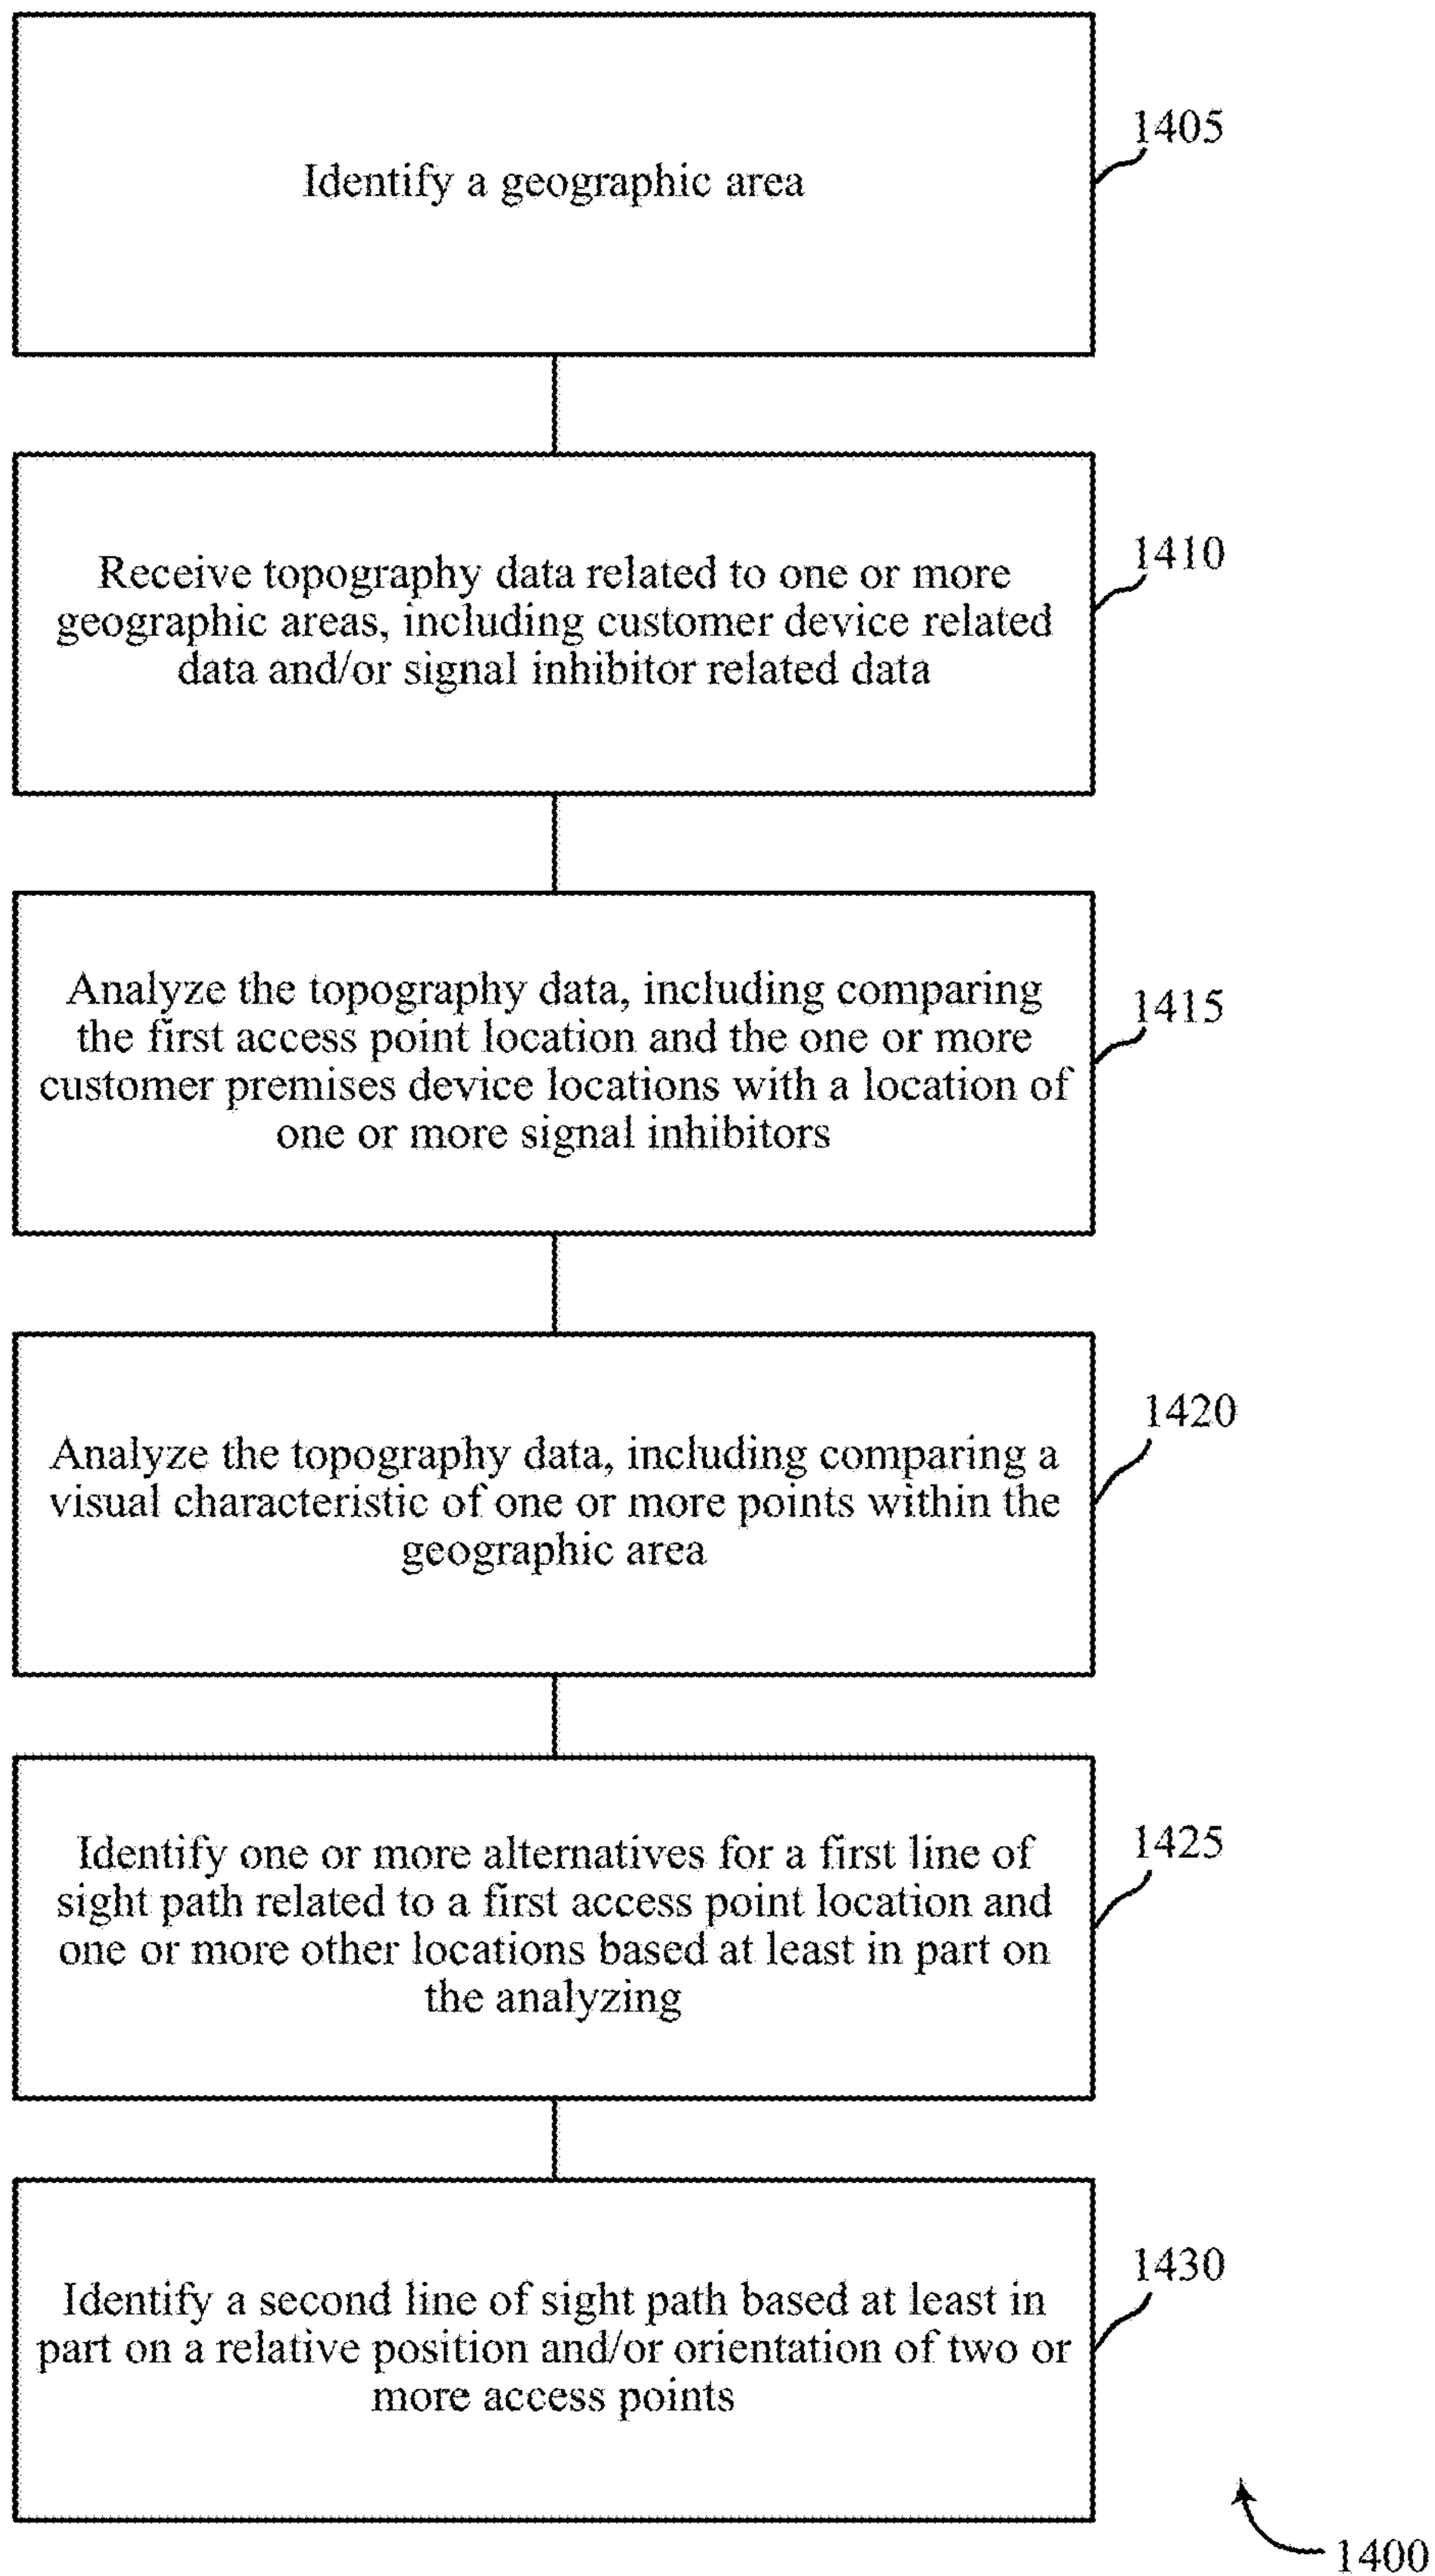 Identify a geographic area
1405
Receive topography data related to one or more
geographic areas, including customer device related
data and/or signal inhibitor related data
1410
Analyze the topography data, including comparing
the first access point location and the one or more
customer premises device locations with a location of
one or more signal inhibitors
1415
Analyze the topography data, including comparing a
visual characteristic of one or more points within the
geographic area
1420
Identify one or more alternatives for a first line of
sight path related to a first access point location and
one or more other locations based at least in part on
the analyzing
1425
Identify a second line of sight path based at least in
part on a relative position and/or orientation of two or
more access points
1430
1400